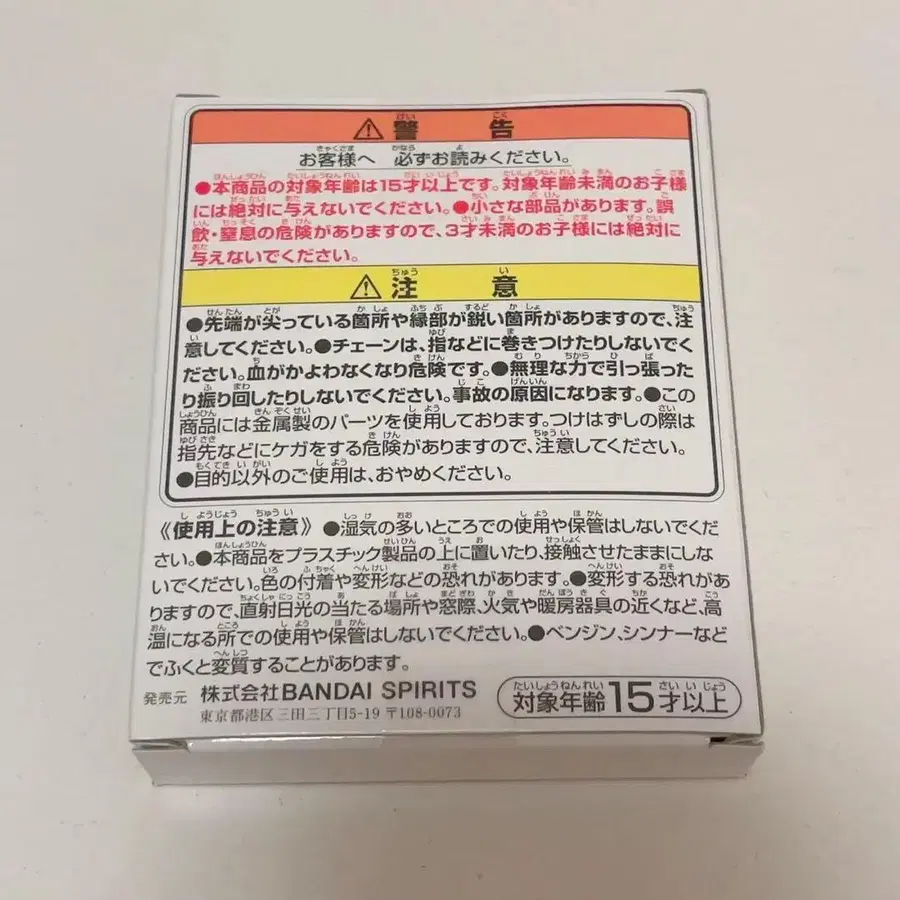 ⚠警告
お客様へ 必ずお読みください。
●本商品の対象年齢は15才以上です。対象年齢未満のお子様
には絶対に与えないでください。●小さな部品があります。誤
飲・窒息の危険がありますので、3才未満のお子様には絶対に
与えないでください。
⚠注意
●先端が尖っている箇所や縁部が鋭い箇所がありますので、注
意してください。●チェーンは、指などに巻きつけたりしないでく
ださい。血がかよわなくなり危険です。●無理な力で引っ張った
り振り回したりしないでください。事故の原因になります。●この
商品には金属製のパーツを使用しております。つけはずしの際は
指先などにケガをする危険がありますので、注意してください。
●目的以外のご使用は、おやめください。
《使用上の注意》●湿気の多いところでの使用や保管はしないでくだ
さい。●本商品をプラスチック製品の上に置いたり、接触させたままにしな
いでください。色の付着や変形などの恐れがあります。●変形する恐れがあ
りますので、直射日光の当たる場所や窓際、火気や暖房器具の近くなど、高
温になる所での使用や保管はしないでください。●ベンジン、シンナーなど
でふくと変質することがあります。
発売元 株式会社BANDAI SPIRITS
東京都港区三田三丁目5-19 〒108-0073
対象年齢15才以上